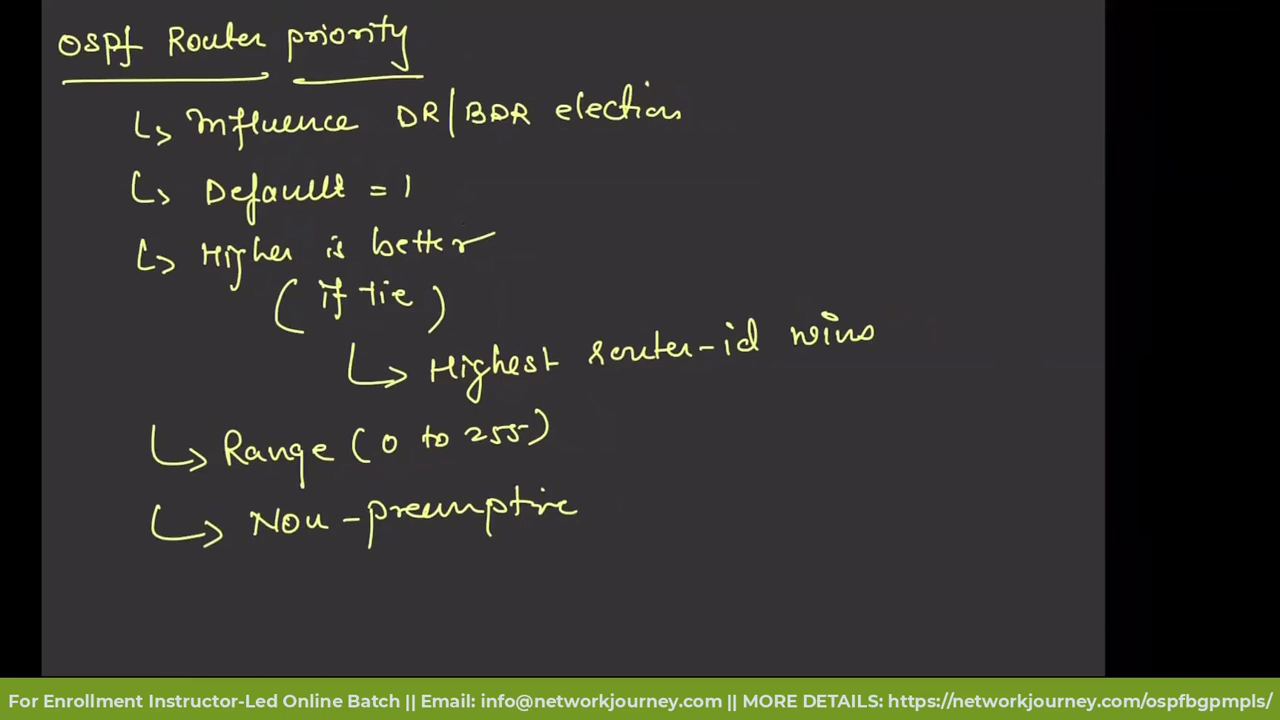 OSPF Router priority
↳ Influence DR/BDR election
↳ Default = 1
↳ Higher is better
(if tie)
↳ Highest router-id wins
↳ Range (0 to 255)
↳ Non-preemptive
For Enrollment Instructor-Led Online Batch || Email: info@networkjourney.com || MORE DETAILS: https://networkjourney.com/ospfbgpmpls/